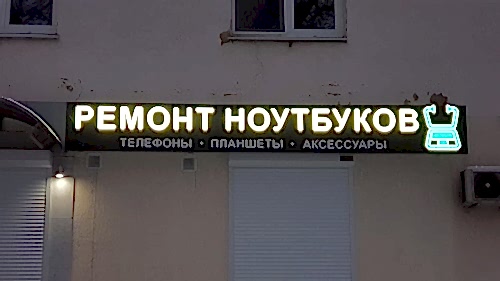 РЕМОНТ НОУТБУКОВ
ТЕЛЕФОНЫ • ПЛАНШЕТЫ • АКСЕССУАРЫ